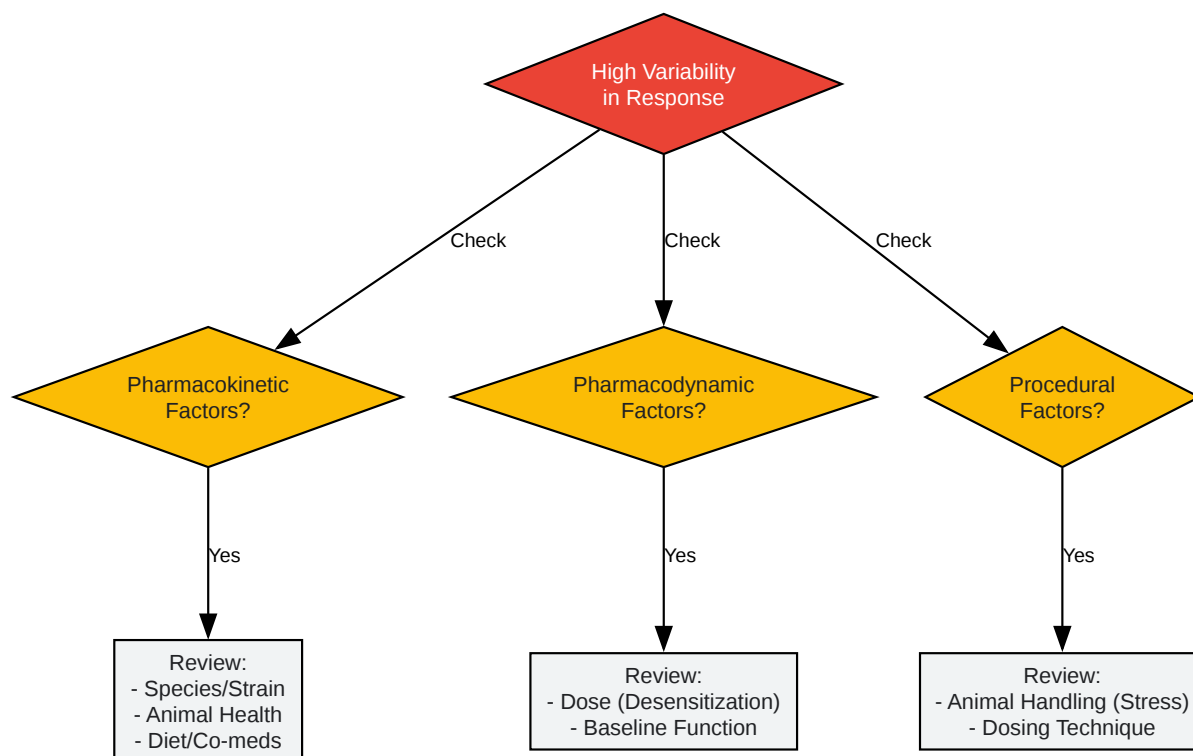 High Variability
in Response
Check
Check
Check
Pharmacokinetic
Factors?
Pharmacodynamic
Factors?
Procedural
Factors?
Yes
Yes
Yes
Review:
- Species/Strain
- Animal Health
- Diet/Co-meds
Review:
- Dose (Desensitization)
- Baseline Function
Review:
- Animal Handling (Stress)
- Dosing Technique